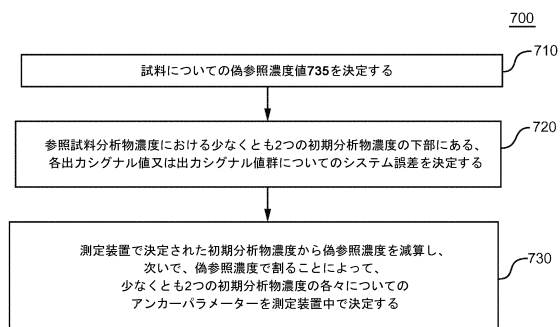 700
710
試料についての偽参照濃度値735を決定する
720
参照試料分析物濃度における少なくとも2つの初期分析物濃度の下部にある、
各出力シグナル値又は出力シグナル値群についてのシステム誤差を決定する
測定装置で決定された初期分析物濃度から偽参照濃度を減算し、
次いで、偽参照濃度で割ることによって、
730
少なくとも2つの初期分析物濃度の各々についての
アンカーパラメーターを測定装置中で決定する